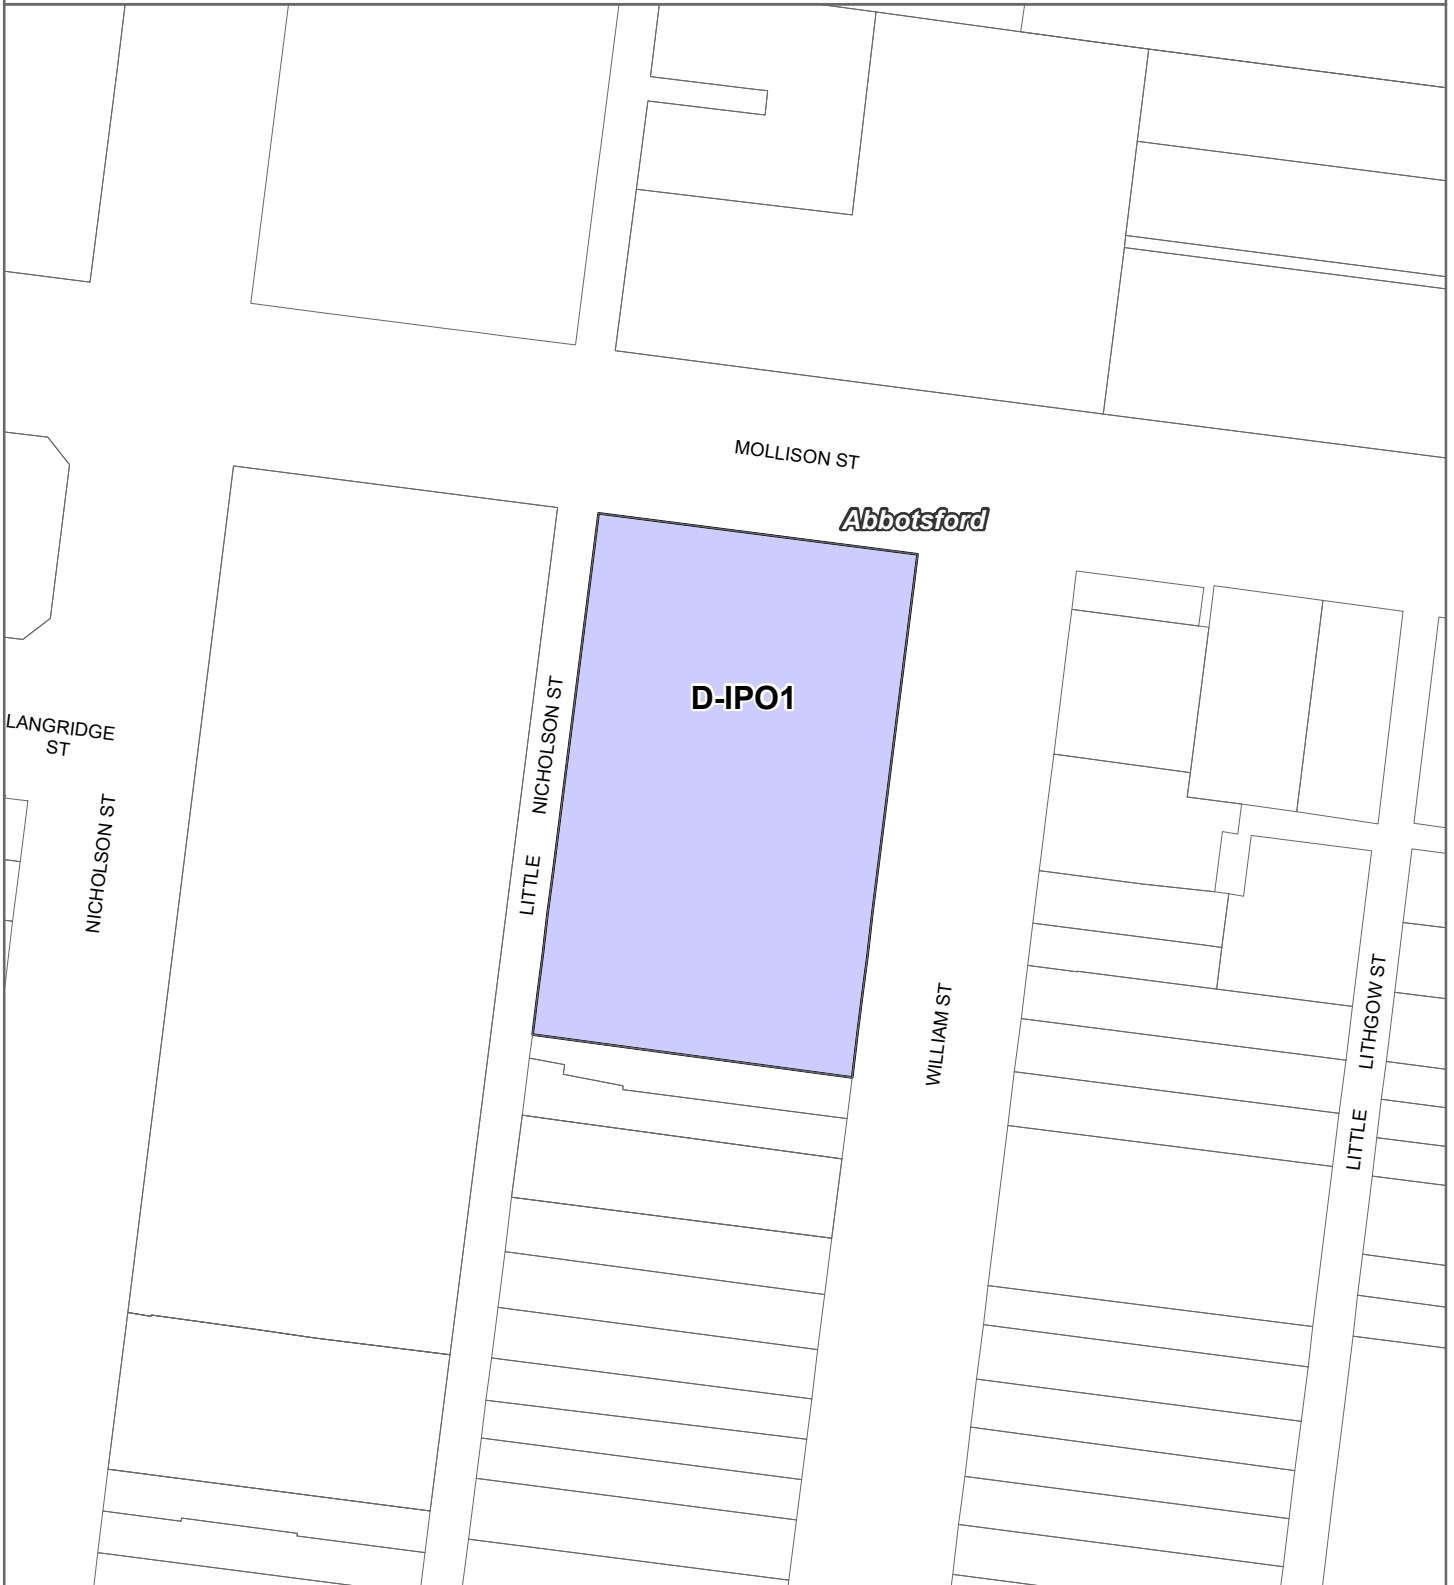 MOLLISON ST
Abbotsford
D-IPO1
LANGRIDGE
ST
NICHOLSON ST
LITTLE NICHOLSON ST
WILLIAM ST
LITTLE LITHGOW ST